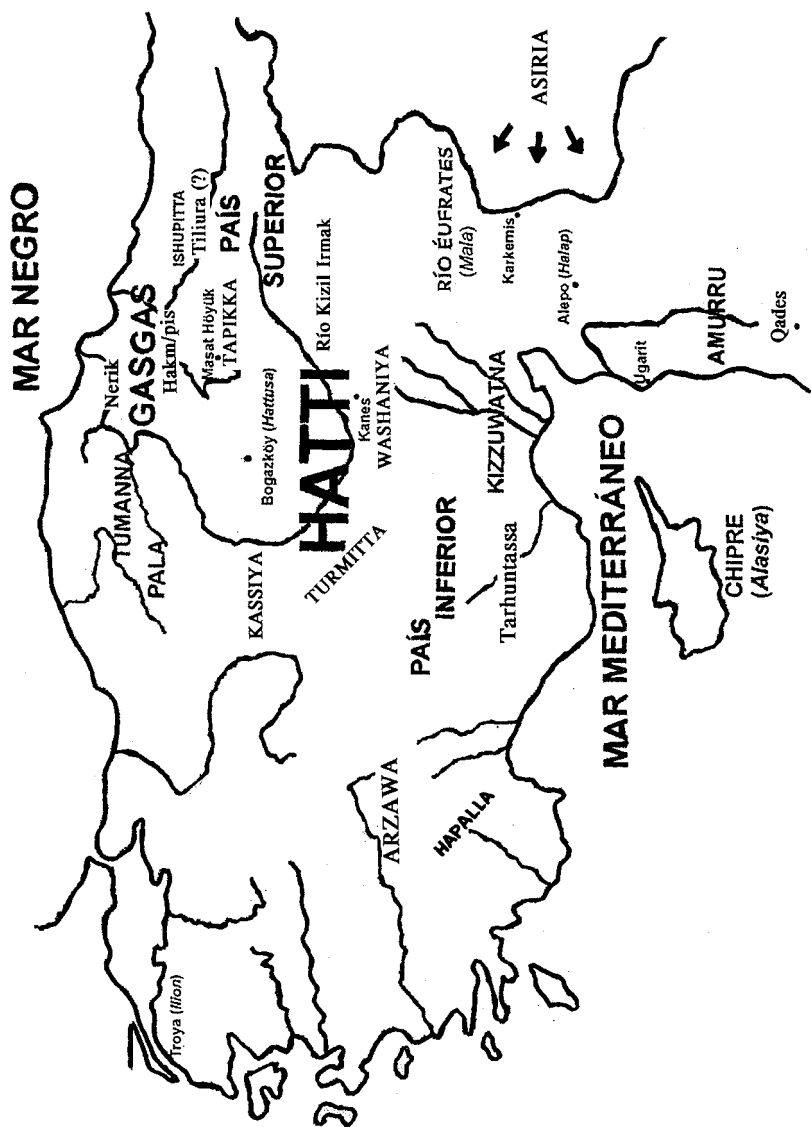 MAR NEGRO
Nerik
GASGAS
TUMANNA
PALA
Hakm/pis
ISHUPITTA
Tiliura (?)
Masat Höyük
TAPIKKA
PAÍS
SUPERIOR
Troya (Ilion)
Bogazköy (Hattusa)
KASSIYA
HATTI
Río Kizil Irmak
TURMITTA
Kanes
WASHANIYA
RÍO ÉUFRATES
(Mala)
ASIRIA
Karkemis
ARZAWA
PAÍS
INFERIOR
HAPALLA
Tarhuntassa
KIZZUWATNA
Alepo (Halap)
Ugarit
AMURRU
Qades
MAR MEDITERRÁNEO
CHIPRE
(Alasiya)